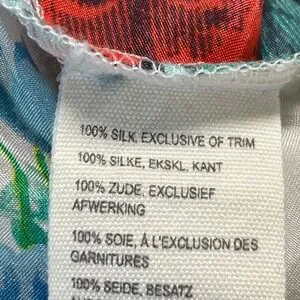 100% SILK, EXCLUSIVE OF TRIM
100% SILKE, EKSKL. KANT
100% ZUDE, EXCLUSIEF
AFWERKING
100% SOIE, À L'EXCLUSION DES
GARNITURES
100% SEIDE, BESATZ